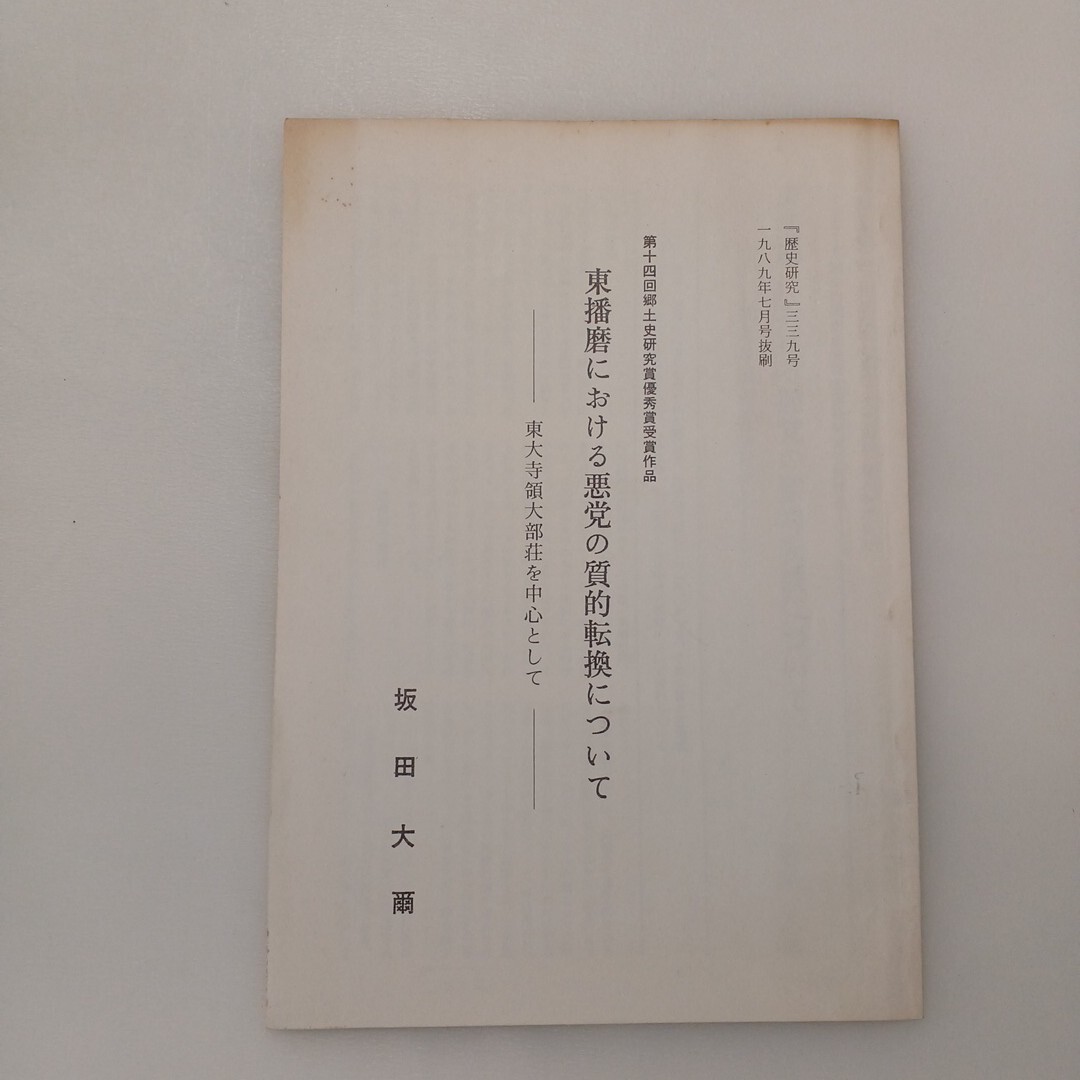 『歴史研究』三三九号
一九八九年七月号抜刷
第十四回郷土史研究賞優秀賞受賞作品
東播磨における悪党の質的転換について
――東大寺領大部荘を中心として――
坂田大爾